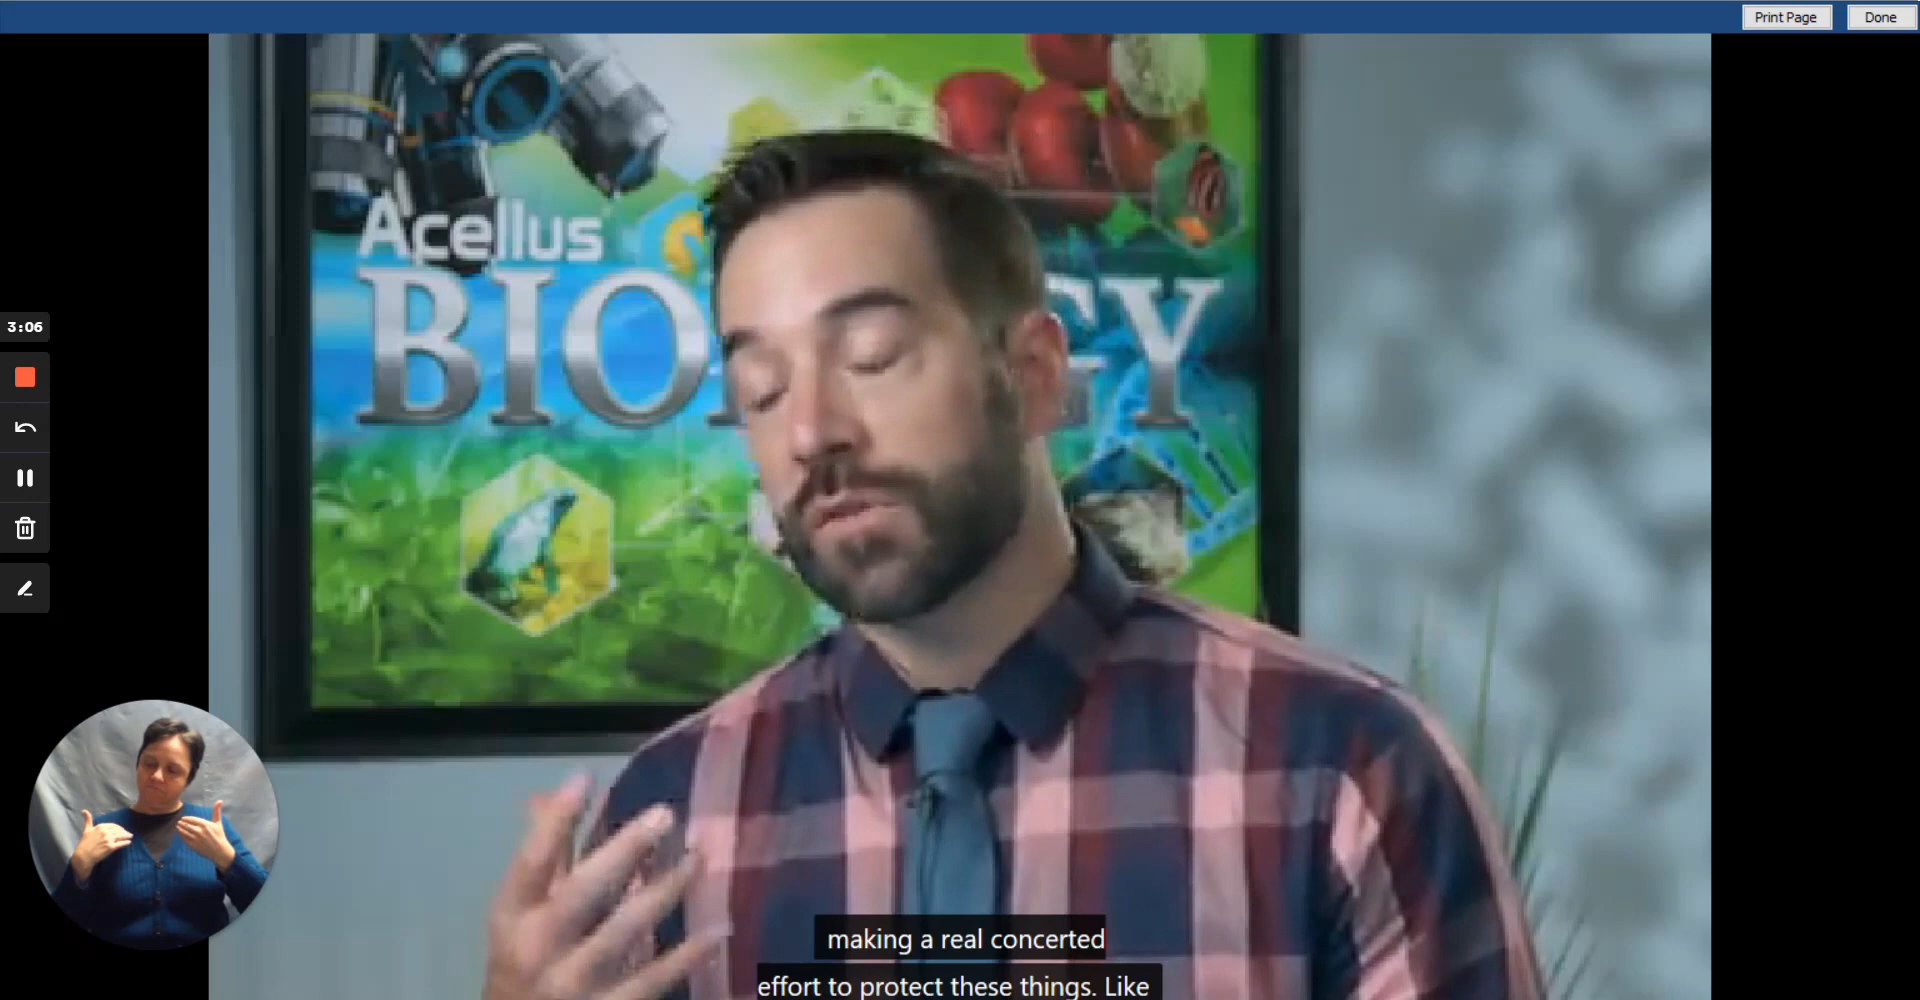 Print Page
Done
Acellus
BIO GY
3:06
making a real concerted
effort to protect these things. Like